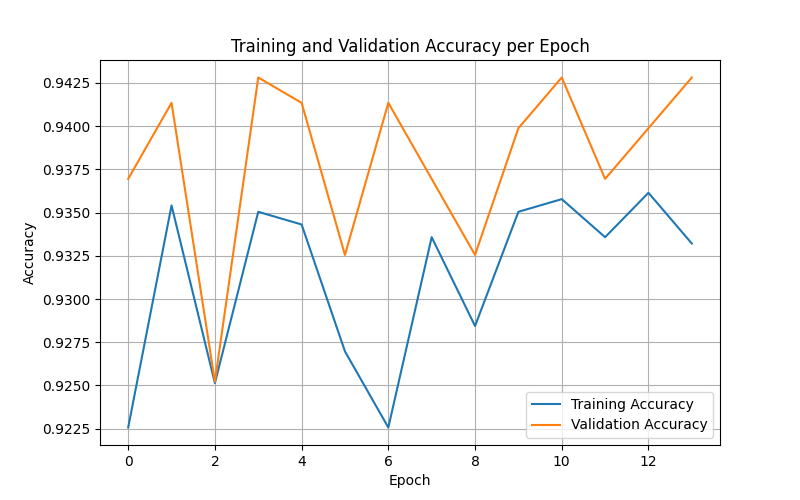 Training and Validation Accuracy per Epoch
Accuracy
0.9425
0.9400
0.9375
0.9350
0.9325
0.9300
0.9275
0.9250
0.9225
0 2 4 6 8 10 12
Epoch
Training Accuracy
Validation Accuracy